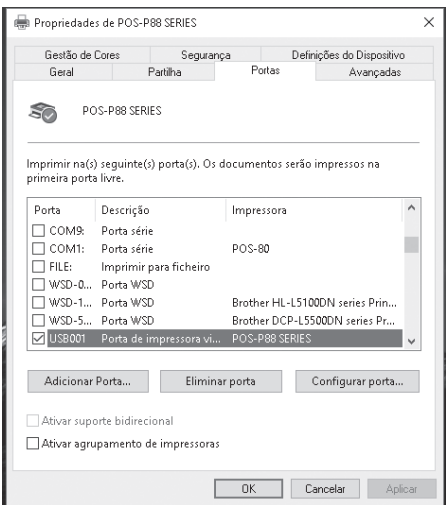 Propriedades de POS-P88 SERIES
Gestão de Cores Segurança Definições do Dispositivo
Geral Partilha Portas Avançadas
POS-P88 SERIES
Imprimir na(s) seguinte(s) porta(s). Os documentos serão impressos na
primeira porta livre.
Porta Descrição Impressora
COM9: Porta série
COM1: Porta série POS-80
FILE: Imprimir para ficheiro
WSD-0... Porta WSD
WSD-1... Porta WSD Brother HL-L5100DN series Prin...
WSD-5... Porta WSD Brother DCP-L5500DN series Pr...
USB001 Porta de impressora vi... POS-P88 SERIES
Adicionar Porta... Eliminar porta Configurar porta...
Ativar suporte bidirecional
Ativar agrupamento de impressoras
OK Cancelar Aplicar